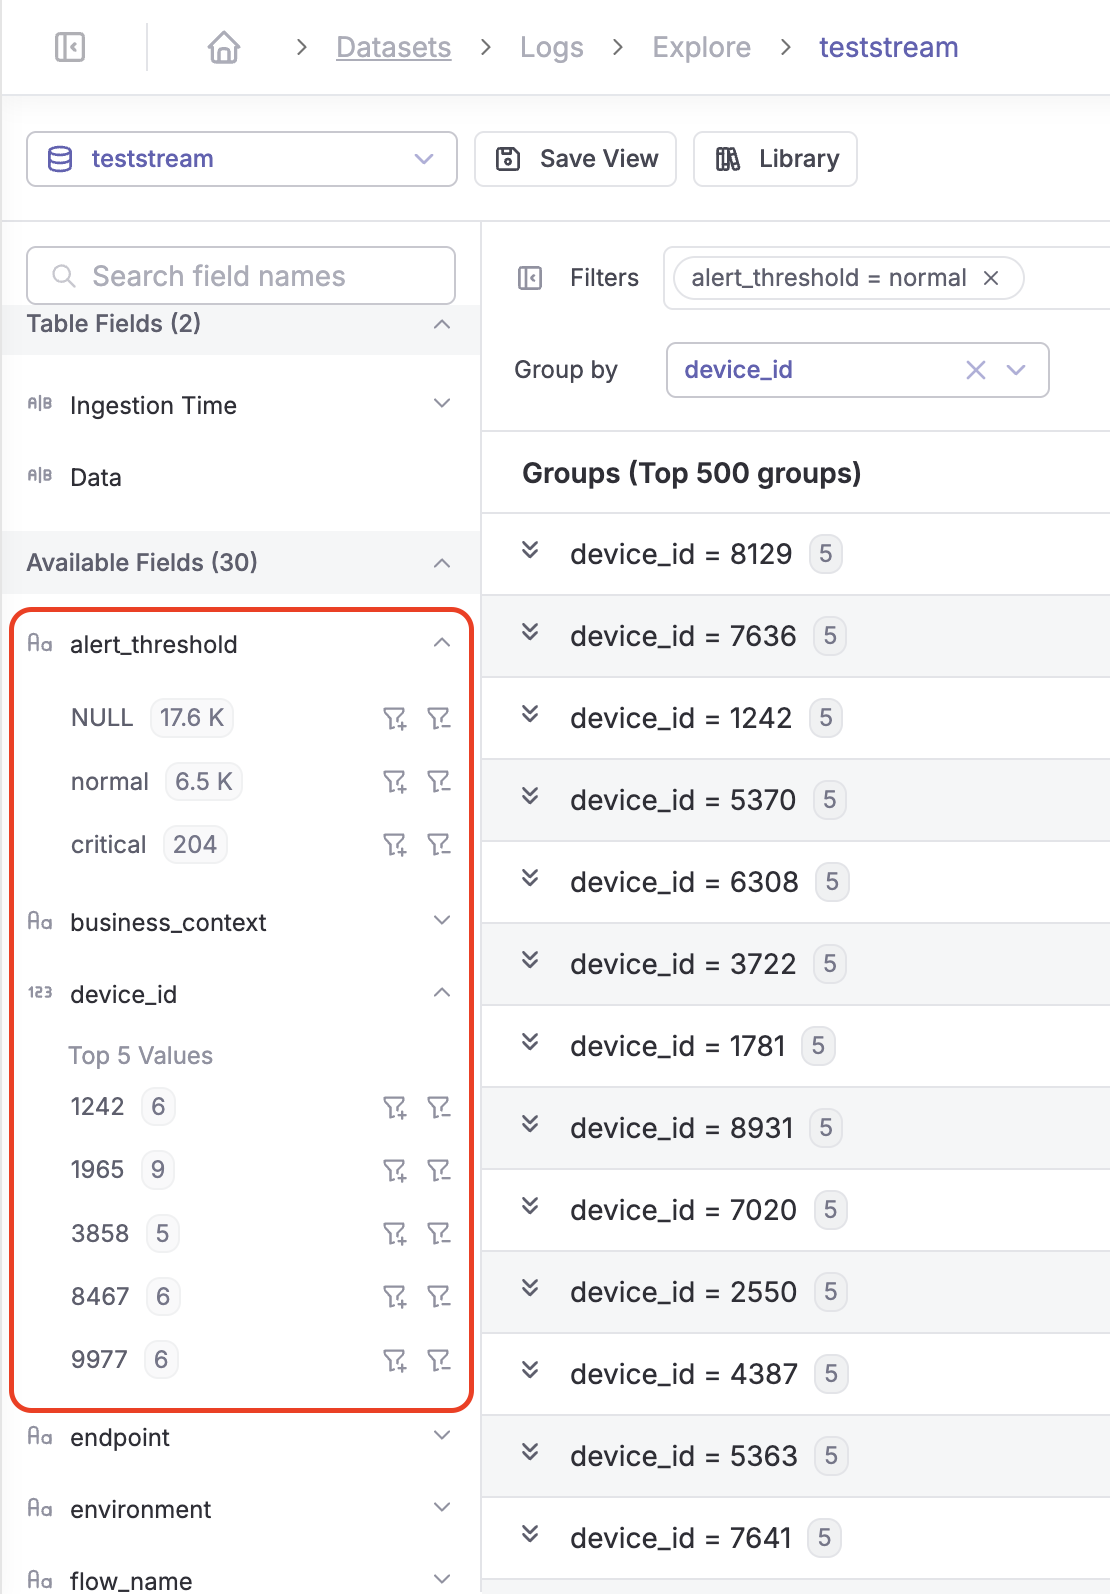 Datasets > Logs > Explore > teststream
teststream
Save View
Library
Search field names
Table Fields (2)
Ingestion Time
Data
Available Fields (30)
Aa alert_threshold
NULL 17.6 K
normal 6.5 K
critical 204
Aa business_context
123 device_id
Top 5 Values
1242 6
1965 9
3858 5
8467 6
9977 6
Aa endpoint
Aa environment
Aa flow_name
Filters
alert_threshold = normal
Group by
device_id
Groups (Top 500 groups)
device_id = 8129 5
device_id = 7636 5
device_id = 1242 5
device_id = 5370 5
device_id = 6308 5
device_id = 3722 5
device_id = 1781 5
device_id = 8931 5
device_id = 7020 5
device_id = 2550 5
device_id = 4387 5
device_id = 5363 5
device_id = 7641 5